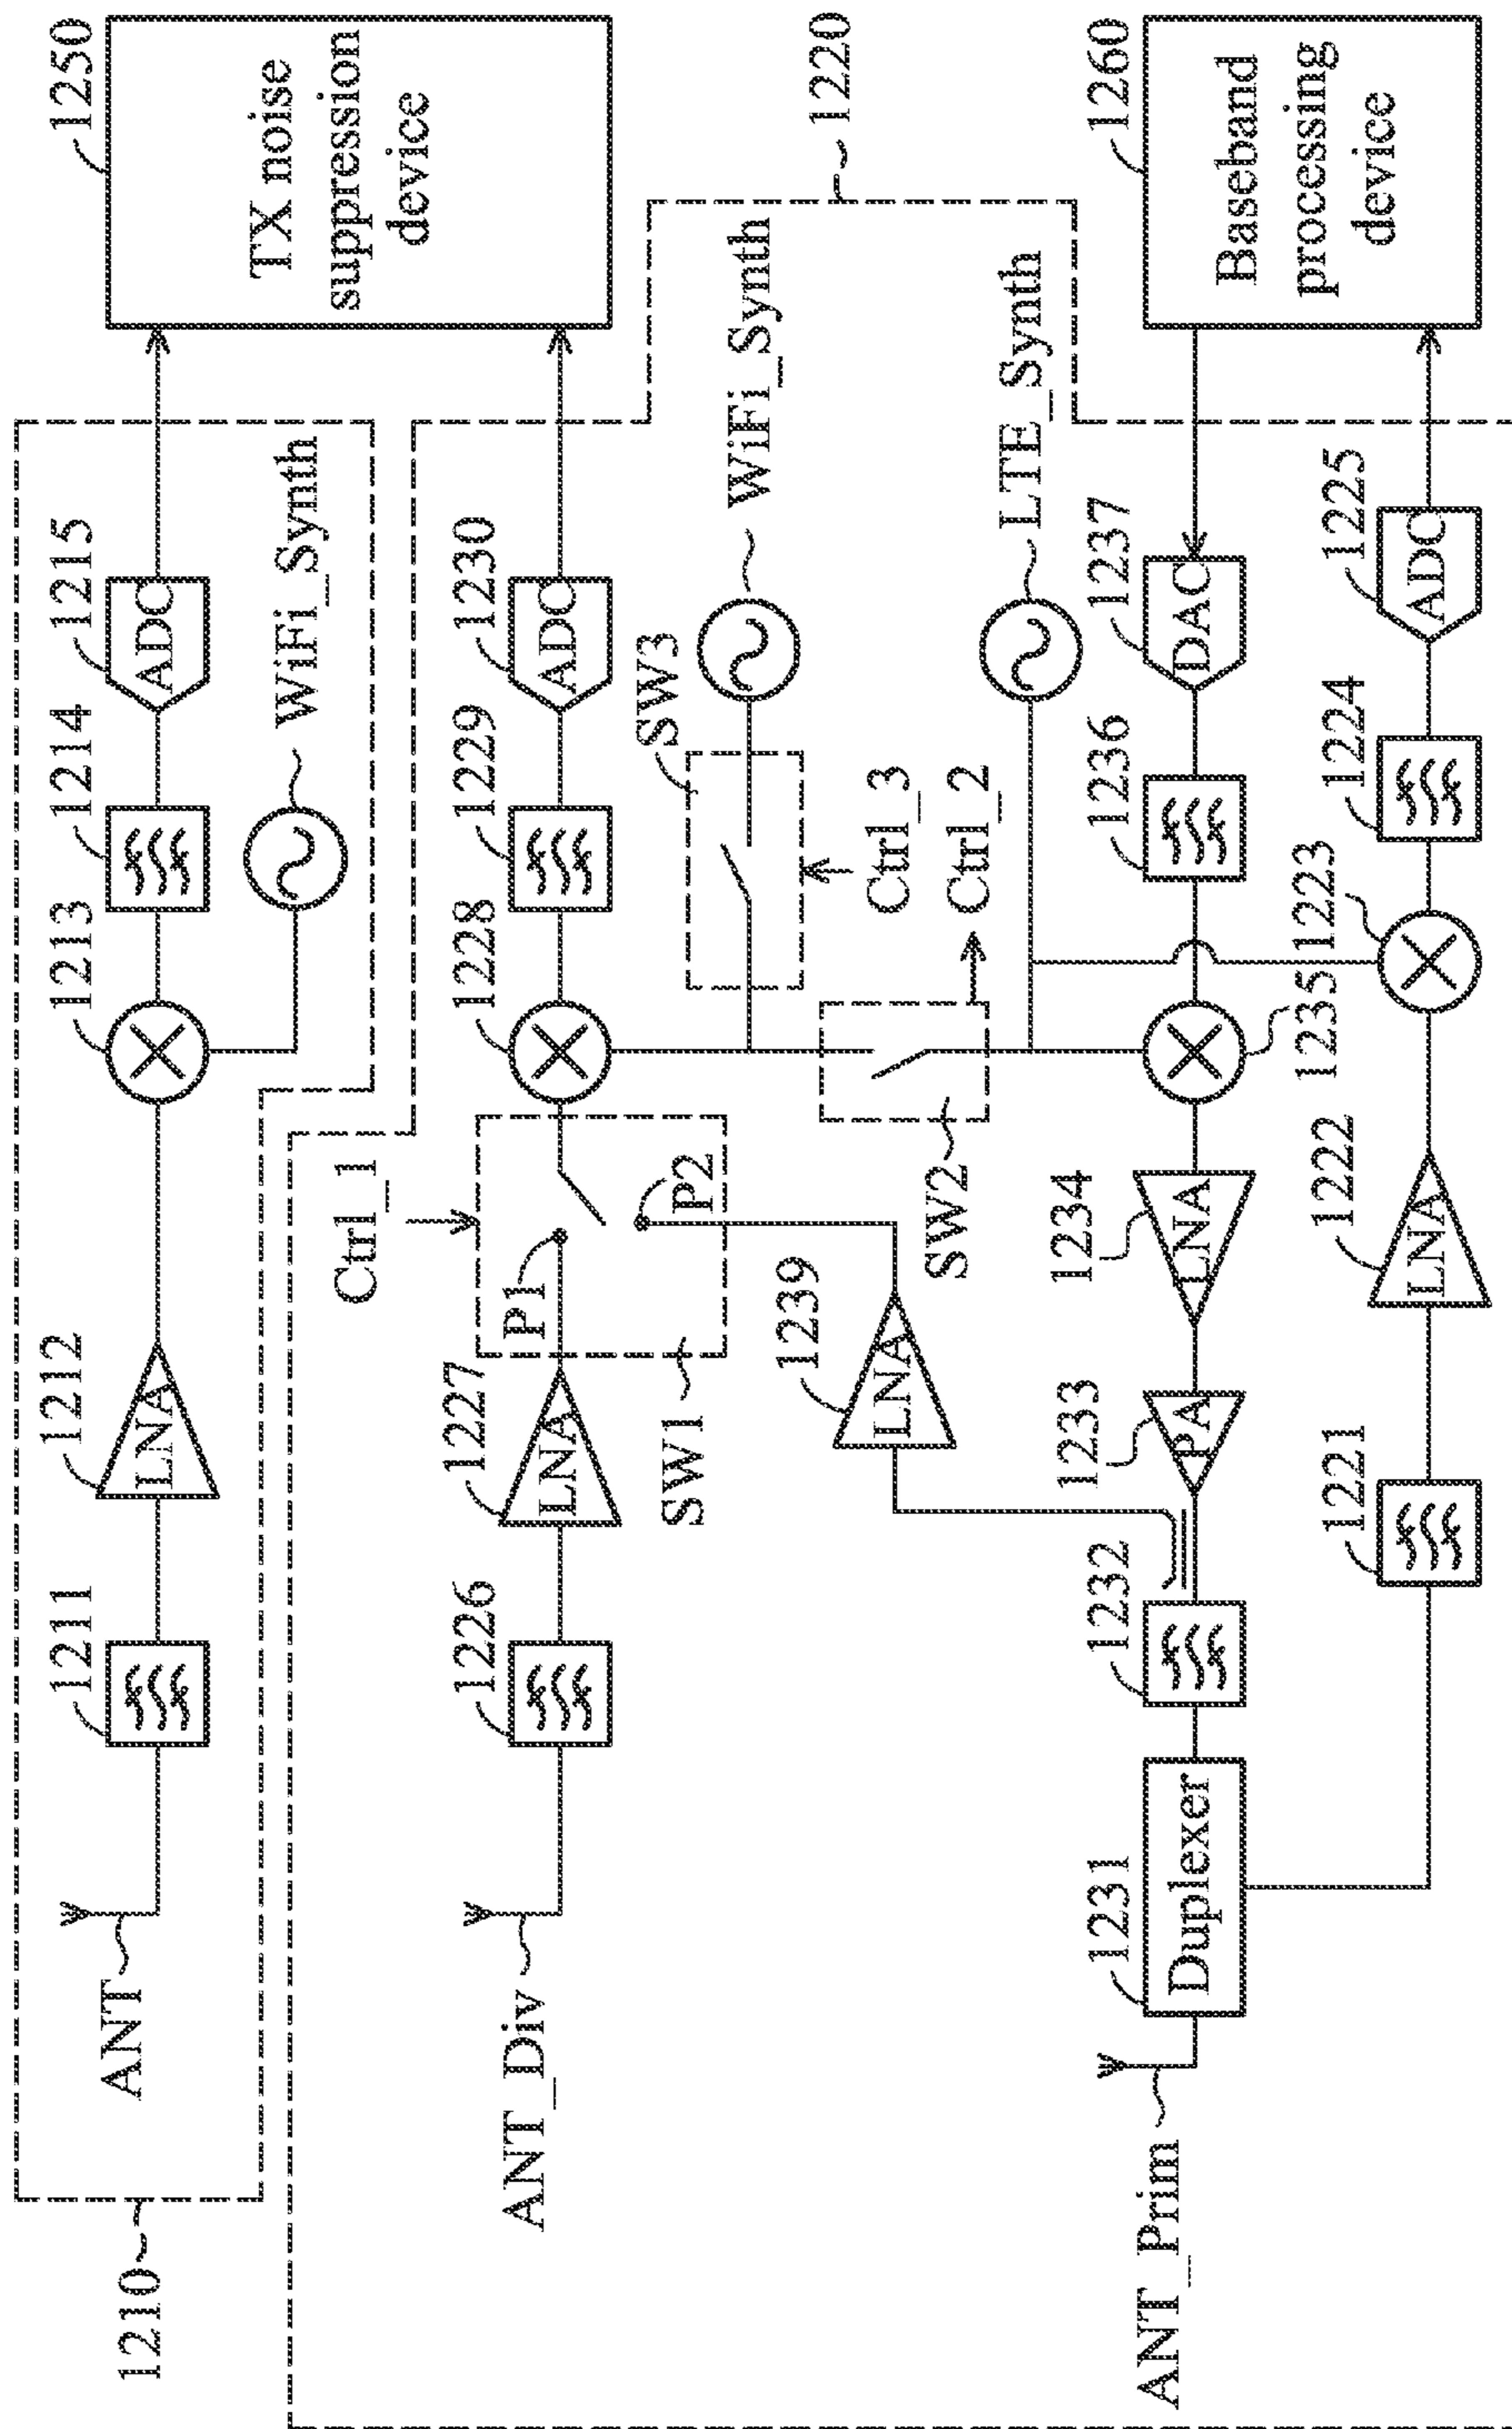 1210
ANT
1211
1212
LNA
1213
1214
1215
ADC
WiFi_Synth
1250
TX noise
suppression
device
ANT_Div
1226
1227
LNA
Ctrl_1
P1
P2
SW1
1228
1229
1230
ADC
SW3
WiFi_Synth
1220
Ctrl_3
Ctrl_2
SW2
LTE_Synth
1239
LNA
ANT_Prim
1231
Duplexer
1232
1233
PA
1234
LNA
1235
1236
1237
DAC
1260
Baseband
processing
device
1221
1222
LNA
1223
1224
1225
ADC